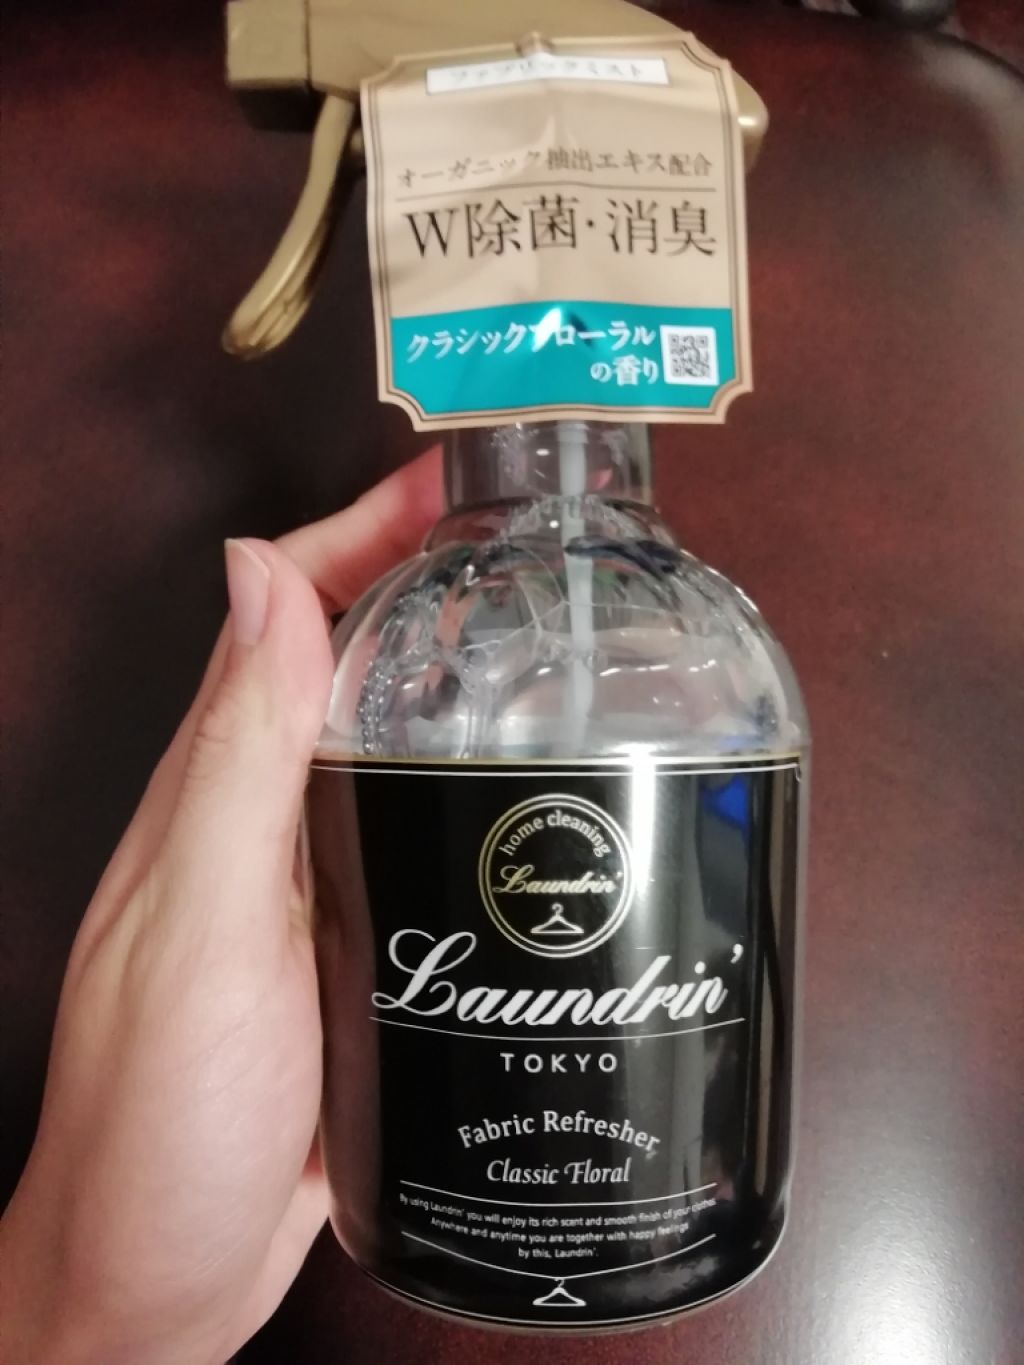 ファブリックミスト
オーガニック抽出エキス配合
W除菌・消臭
クラシックフローラル
の香り
home cleaning
Laundrin'
Laundrin'
TOKYO
Fabric Refresher
Classic Floral
By using Laundrin' you will enjoy its rich scent and smooth finish of your clothes
Anywhere and anytime you are together with happy feelings
by this, Laundrin'.